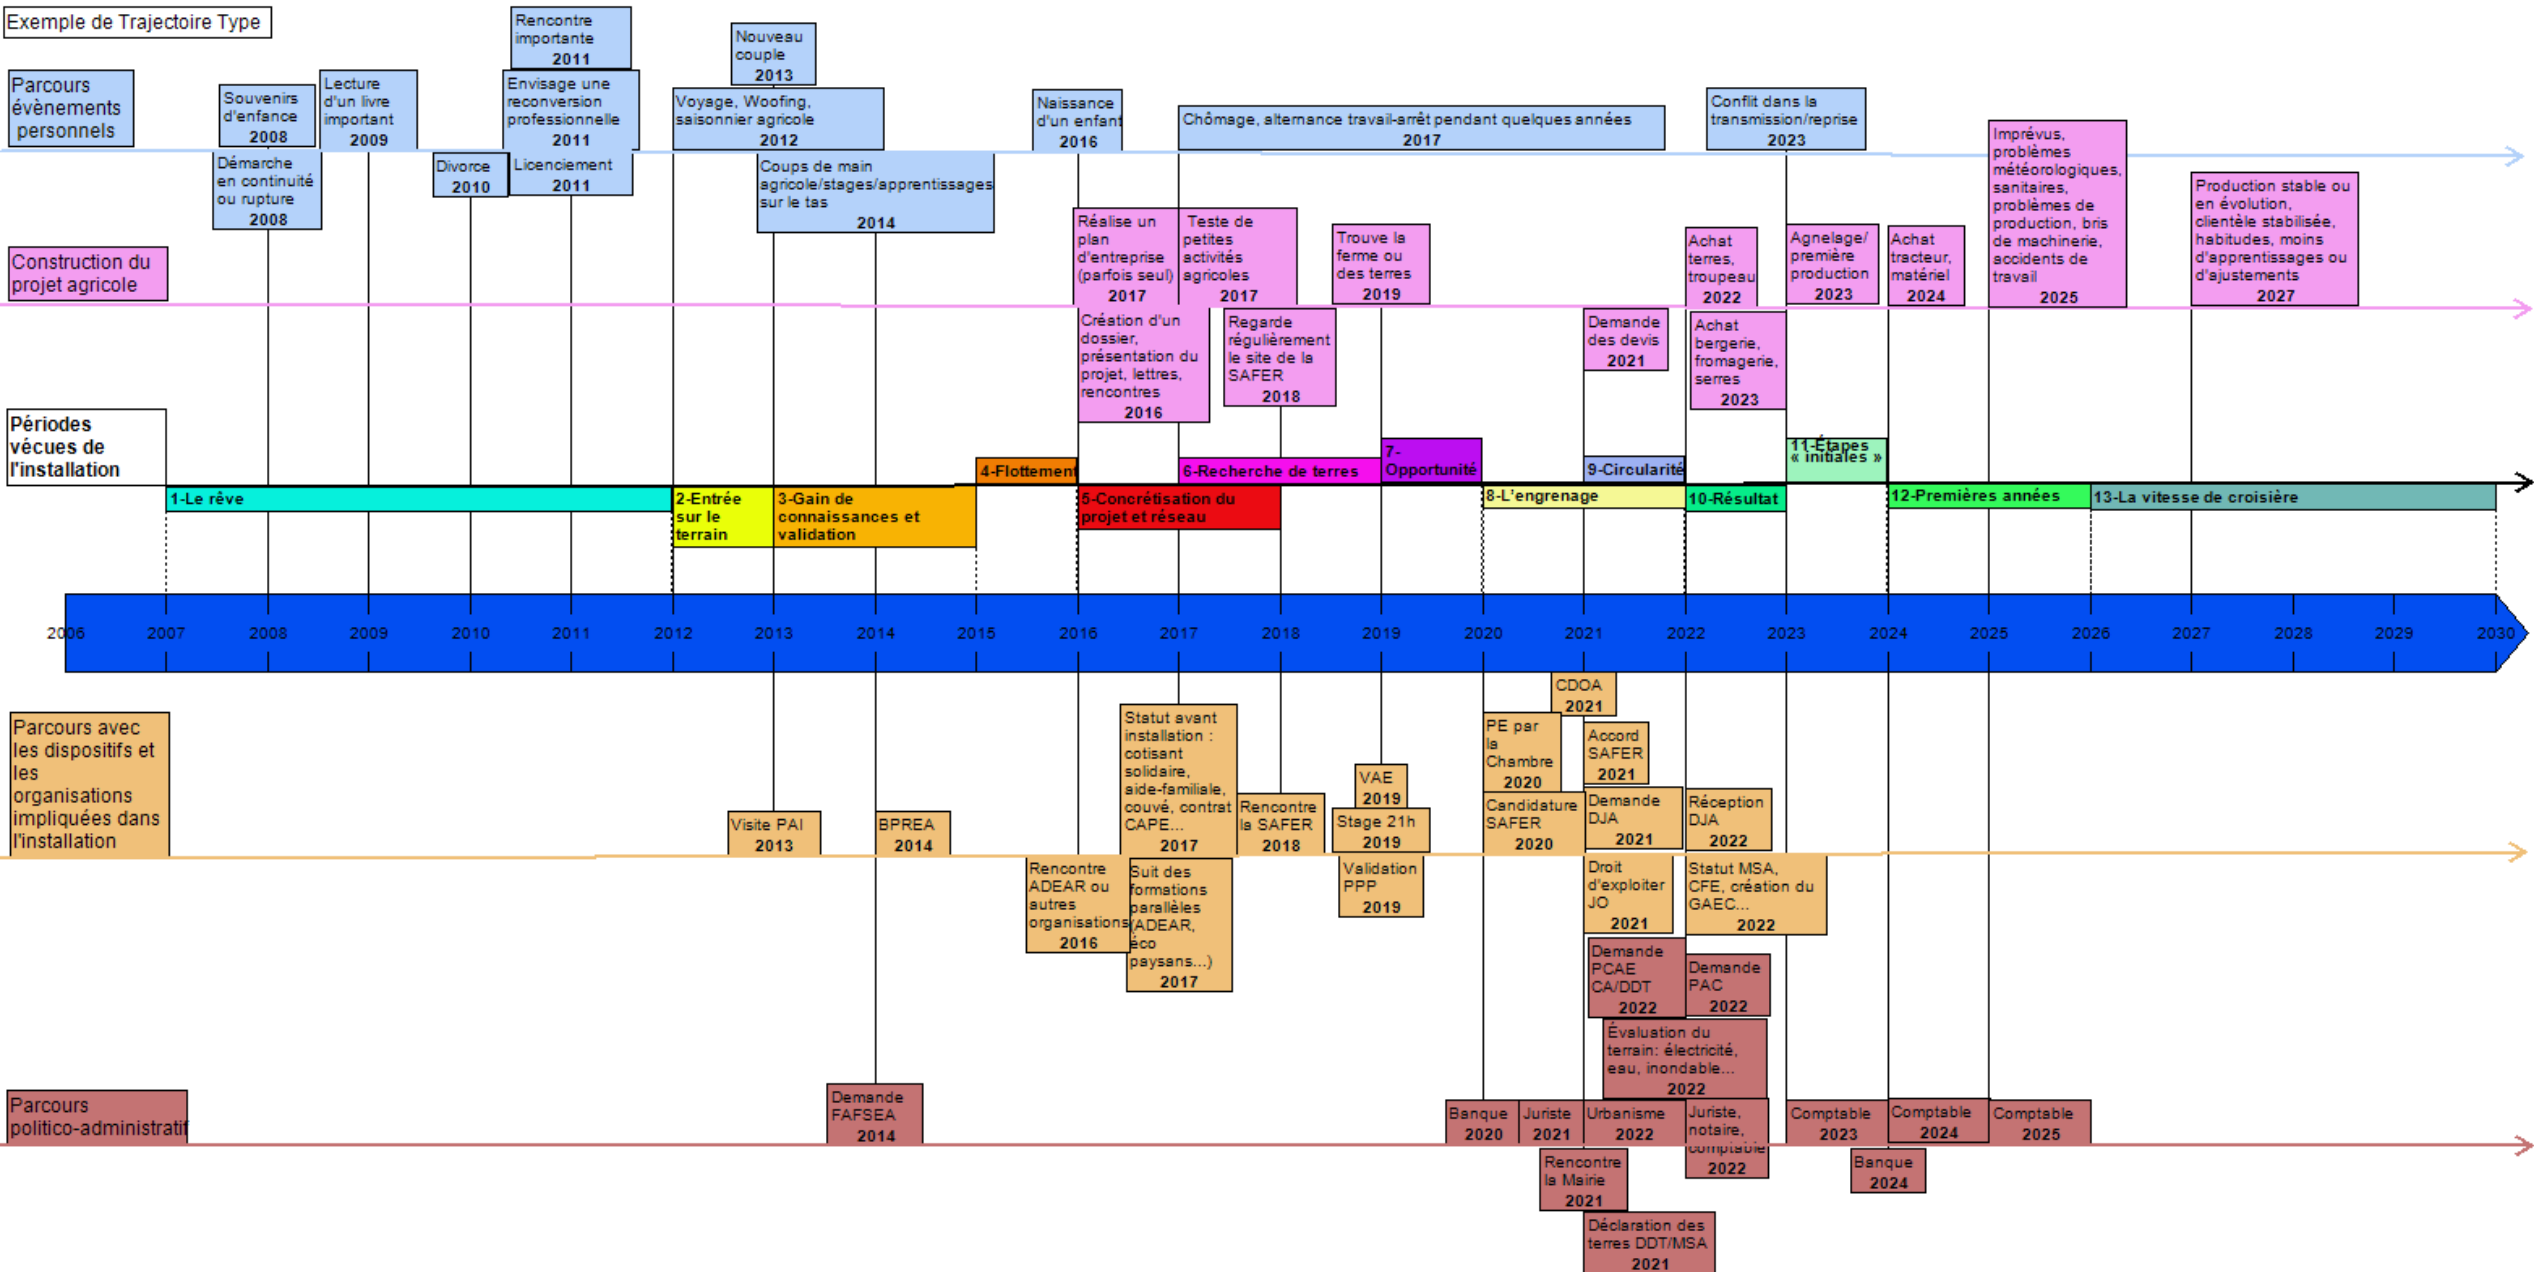 Exemple de Trajectoire Type
Parcours
évènements
personnels
Souvenirs
d'enfance
2008
Démarche
en continuité
ou rupture
2008
Lecture
d'un livre
important
2009
Divorce
2010
Rencontre
importante
2011
Envisage une
reconversion
professionnelle
2011
Licenciement
2011
Nouveau
couple
2013
Voyage, Woofing,
saisonnier agricole
2012
Coups de main
agricole/stages/apprentissages
sur le tas
2014
Naissance
d'un enfant
2016
Chômage, alternance travail-arrêt pendant quelques années
2017
Conflit dans la
transmission/reprise
2023
Construction du
projet agricole
Réalise un
plan
d'entreprise
(parfois seul)
2017
Teste de
petites
activités
agricoles
2017
Création d'un
dossier,
présentation du
projet, lettres,
rencontres
2016
Regarde
régulièrement
le site de la
SAFER
2018
Trouve la
ferme ou
des terres
2019
Demande
des devis
2021
Achat
terres,
troupeau
2022
Achat
bergerie,
fromagerie,
serres
2023
Agnelage/
première
production
2023
Achat
tracteur,
matériel
2024
Imprévus,
problèmes
météorologiques,
sanitaires,
problèmes de
production, bris
de machinerie,
accidents de
travail
2025
Production stable ou
en évolution,
clientèle stabilisée,
habitudes, moins
d'apprentissages ou
d'ajustements
2027
Périodes
vécues de
l'installation
1-Le rêve
2-Entrée
sur le
terrain
3-Gain de
connaissances et
validation
4-Flottement
5-Concrétisation du
projet et réseau
6-Recherche de terres
7-
Opportunité
8-L'engrenage
9-Circularité
10-Résultat
11-Étapes
« initiales »
12-Premières années
13-La vitesse de croisière
2006 2007 2008 2009 2010 2011 2012 2013 2014 2015 2016 2017 2018 2019 2020 2021 2022 2023 2024 2025 2026 2027 2028 2029 2030
Parcours avec
les dispositifs et
les
organisations
impliquées dans
l'installation
Visite PAI
2013
BPREA
2014
Rencontre
ADEAR ou
autres
organisations
2016
Statut avant
installation :
cotisant
solidaire,
aide-familiale,
couvé, contrat
CAPE...
2017
Suit des
formations
parallèles
(ADEAR,
éco
paysans...)
2017
Rencontre
la SAFER
2018
VAE
2019
Stage 21h
2019
Validation
PPP
2019
PE par
la
Chambre
2020
Candidature
SAFER
2020
CDOA
2021
Accord
SAFER
2021
Demande
DJA
2021
Droit
d'exploiter
JO
2021
Réception
DJA
2022
Statut MSA,
CFE, création du
GAEC...
2022
Parcours
politico-administratif
Demande
FAFSEA
2014
Demande
PCAE
CA/DDT
2022
Demande
PAC
2022
Évaluation du
terrain: électricité,
eau, inondable...
2022
Banque
2020
Juriste
2021
Urbanisme
2022
Juriste,
notaire,
comptable
2022
Comptable
2023
Comptable
2024
Comptable
2025
Rencontre
la Mairie
2021
Banque
2024
Déclaration des
terres DDT/MSA
2021